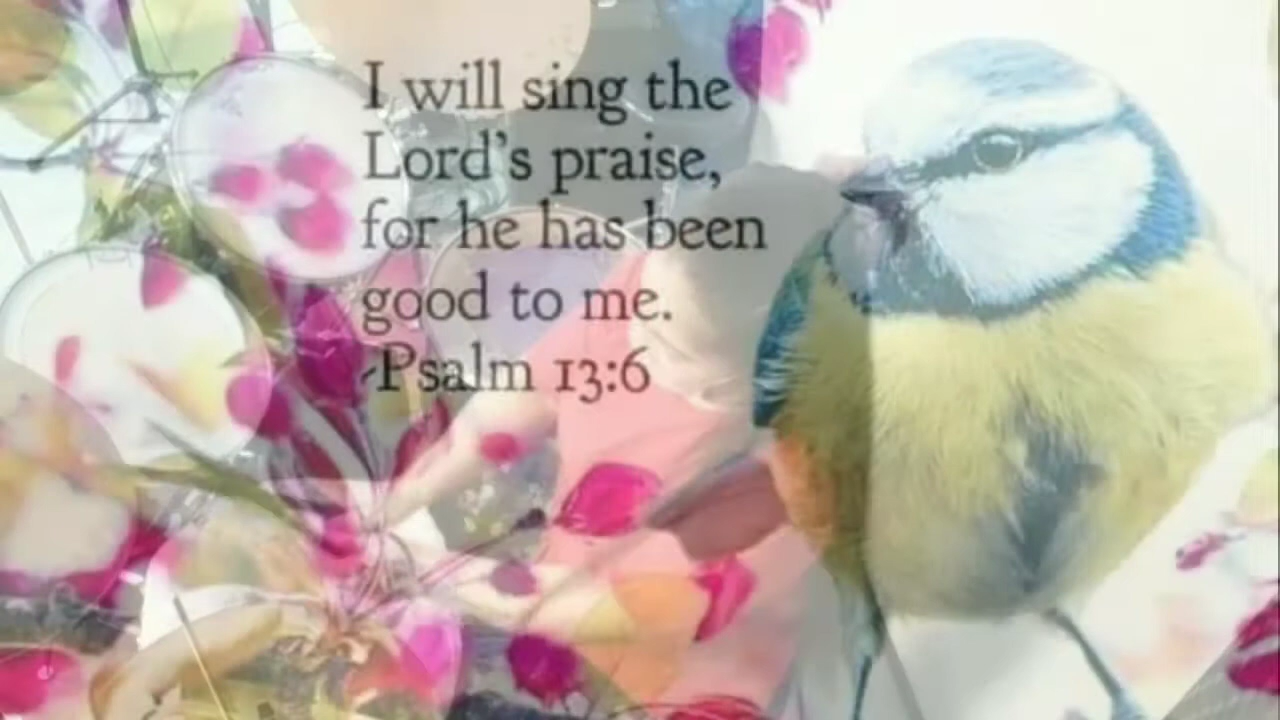 I will sing the
Lord's praise,
for he has been
good to me.
-Psalm 13:6